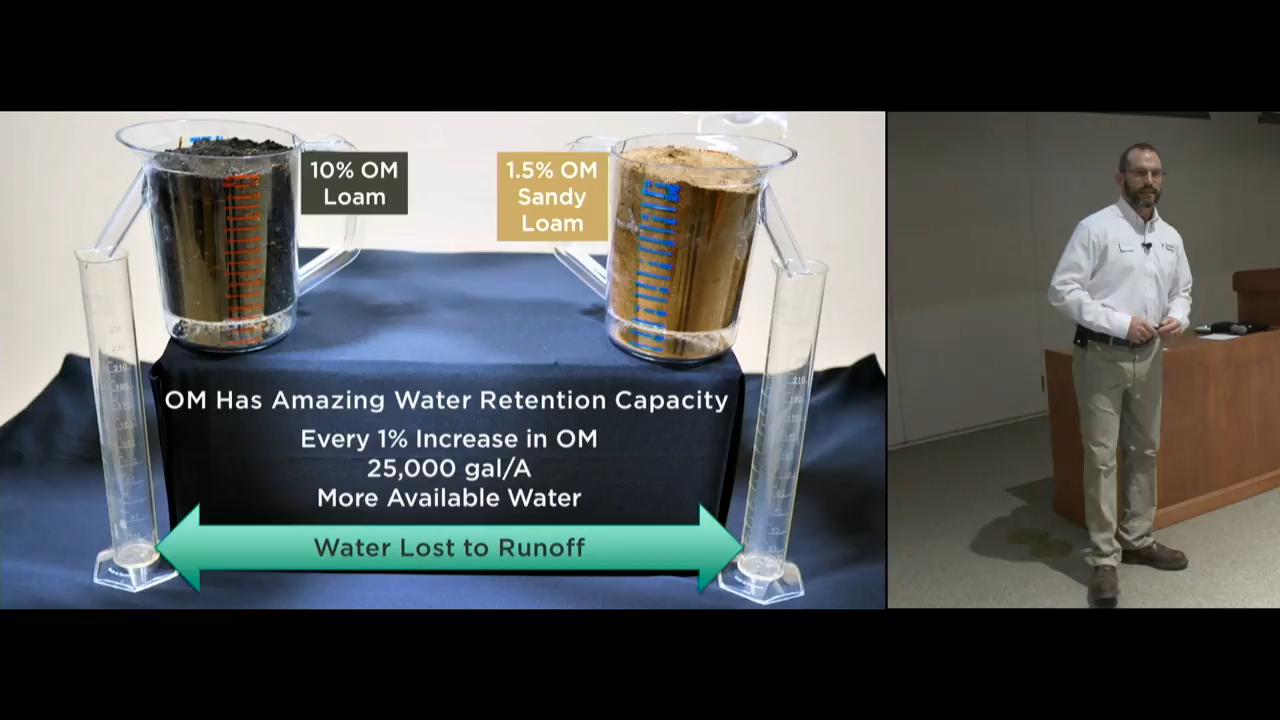 10% OM
Loam
1.5% OM
Sandy
Loam
OM Has Amazing Water Retention Capacity
Every 1% Increase in OM
25,000 gal/A
More Available Water
Water Lost to Runoff